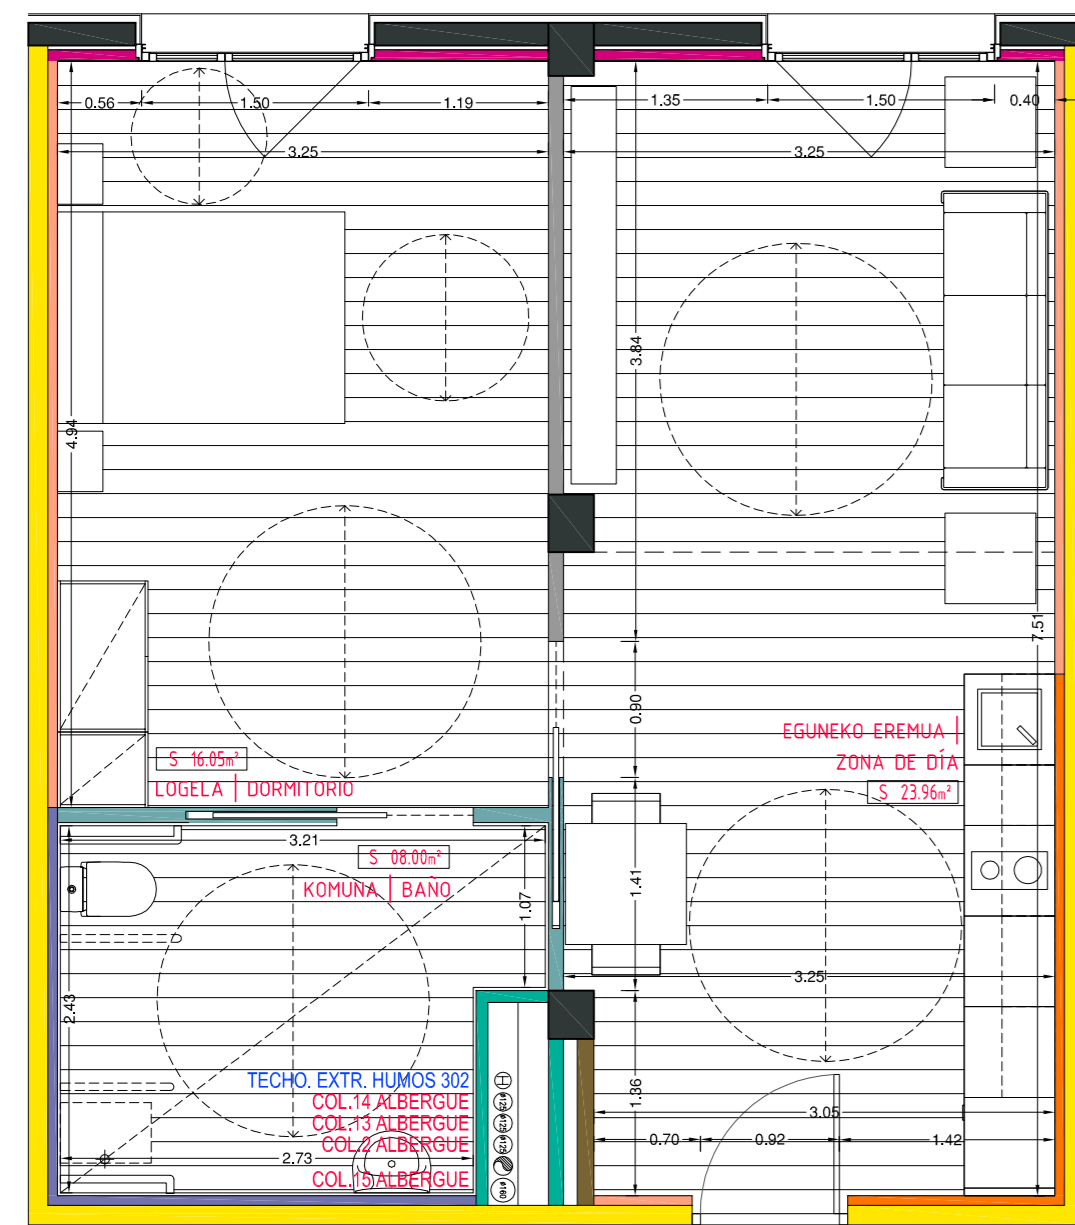 0.56 1.50 1.19 1.35 1.50 0.40
3.25 3.25
3.84
4.94
7.51
0.90
EGUNEKO EREMUA |
ZONA DE DÍA
S 23.96m²
S 16.05m²
LOGELA | DORMITORIO
3.21
S 08.00m²
KOMUNA | BAÑO
1.07
1.41
3.25
2.43
TECHO. EXTR. HUMOS 302
COL.14 ALBERGUE
COL.13 ALBERGUE
COL.2 ALBERGUE
COL.15 ALBERGUE
2.73
H
ø125
ø125
ø125
ø160
1.36
3.05
0.70 0.92 1.42